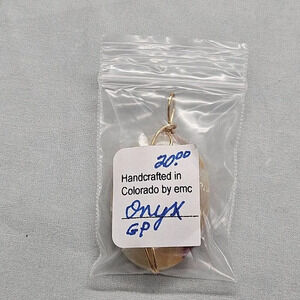 20.00
Handcrafted in
Colorado by emc
Onyx
GP